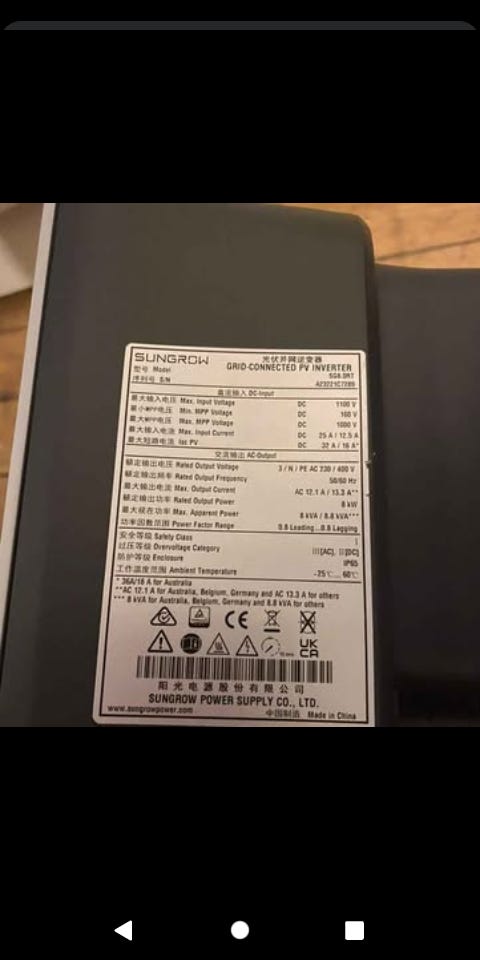 SUNGROW
光伏并网逆变器
GRID-CONNECTED PV INVERTER
型号 Model SG8.0RT
序列号 S/N A23221C7289
直流输入 DC-Input
最大输入电压 Max. Input Voltage DC 1100 V
最小MPP电压 Min. MPP Voltage DC 160 V
最大MPP电压 Max. MPP Voltage DC 1000 V
最大输入电流 Max. Input Current DC 25 A / 12.5 A
最大短路电流 Isc PV DC 32 A / 16 A*
交流输出 AC-Output
额定输出电压 Rated Output Voltage 3 / N / PE AC 230 / 400 V
额定输出频率 Rated Output Frequency 50/60 Hz
最大输出电流 Max. Output Current AC 12.1 A / 13.3 A**
额定输出功率 Rated Output Power 8 kW
最大视在功率 Max. Apparent Power 8 kVA / 8.8 kVA***
功率因数范围 Power Factor Range 0.8 Leading...0.8 Lagging
安全等级 Safety Class I
过压等级 Overvoltage Category III[AC], II[DC]
防护等级 Enclosure IP65
工作温度范围 Ambient Temperature -25℃... 60℃
* 36A/18 A for Australia
**AC 12.1 A for Australia, Belgium, Germany and AC 13.3 A for others
*** 8 kVA for Australia, Belgium, Germany and 8.8 kVA for others
CE
UK
CA
阳光电源股份有限公司
SUNGROW POWER SUPPLY CO., LTD.
www.sungrowpower.com 中国制造 Made in China